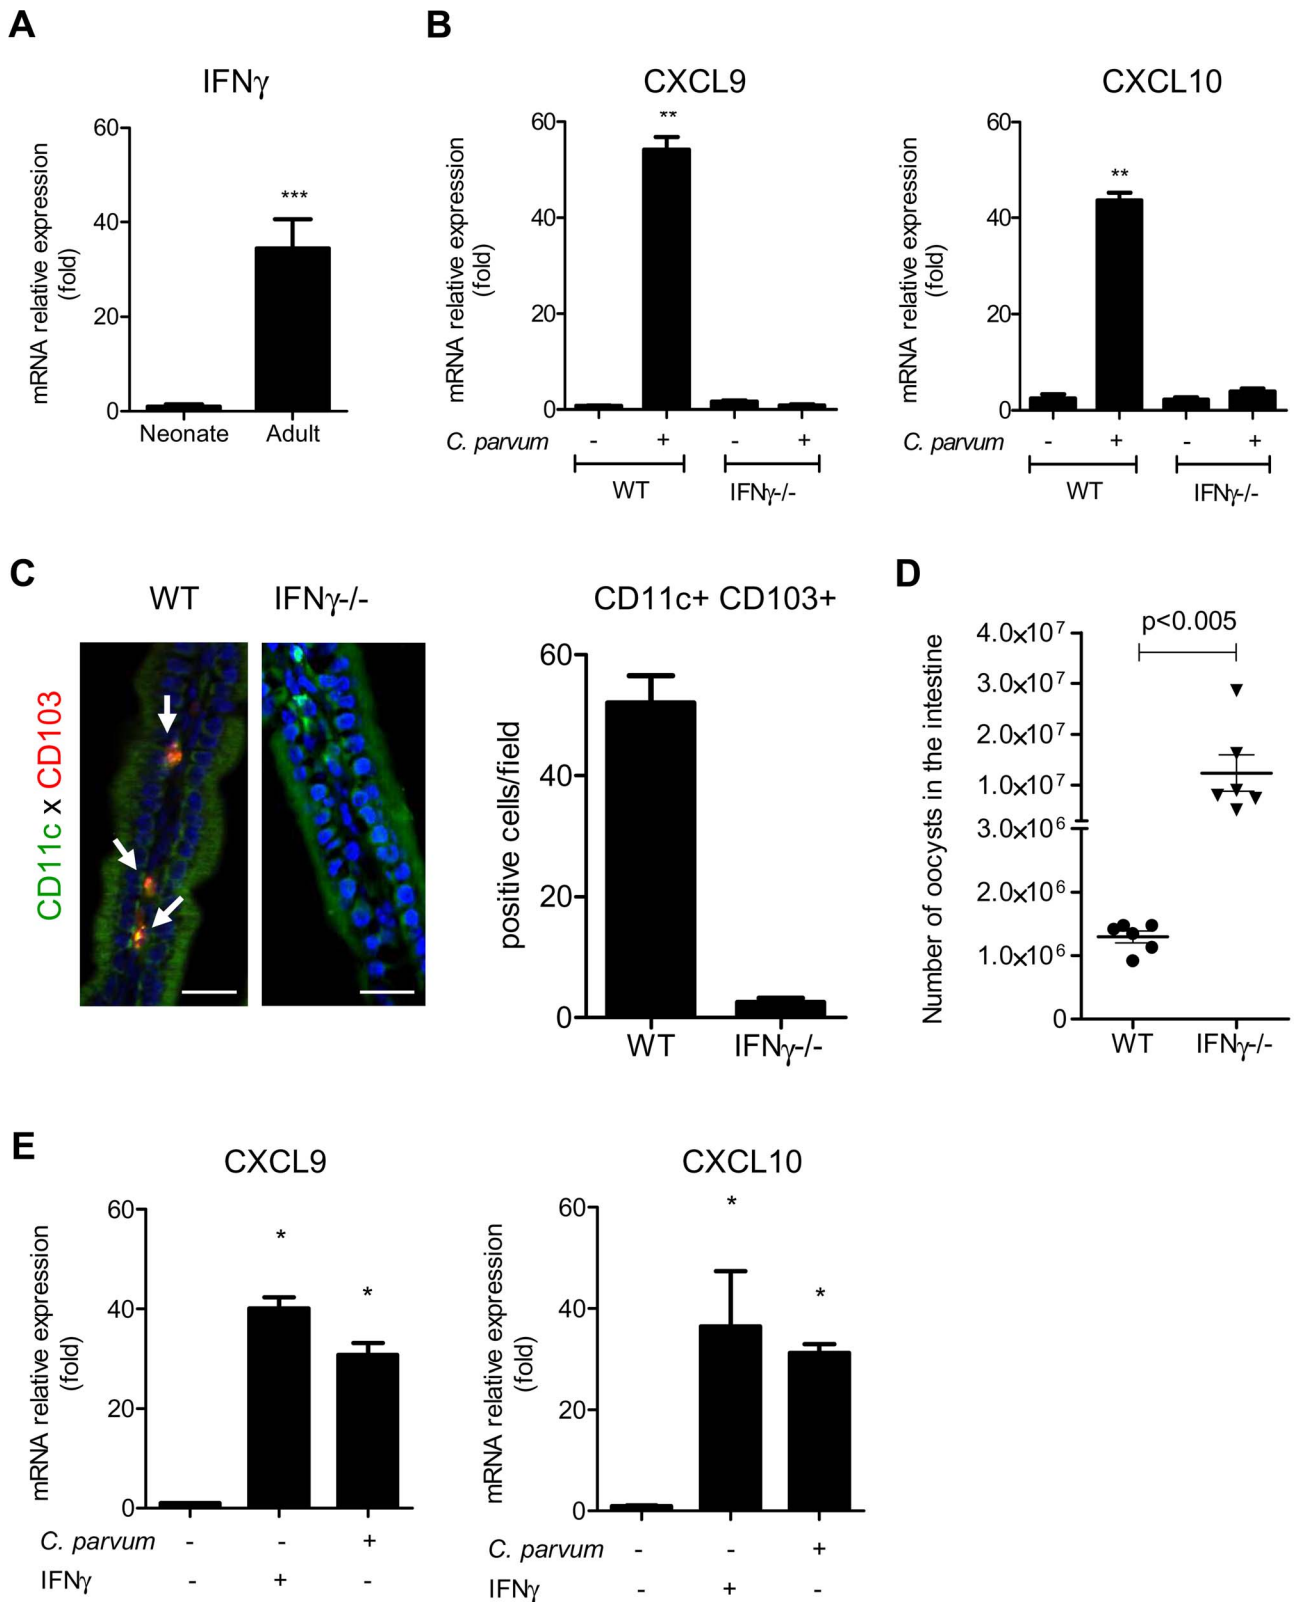 A
IFNγ
mRNA relative expression
(fold)
60
40
20
0
***
Neonate Adult
B
CXCL9
mRNA relative expression
(fold)
60
40
20
0
**
C. parvum - + - +
WT IFNγ-/-
CXCL10
mRNA relative expression
(fold)
60
40
20
0
**
C. parvum - + - +
WT IFNγ-/-
C
WT IFNγ-/-
CD11c x CD103
CD11c+ CD103+
positive cells/field
60
40
20
0
WT IFNγ-/-
D
Number of oocysts in the intestine
p<0.005
4.0x10⁷
3.0x10⁷
2.0x10⁷
1.0x10⁷
3.0x10⁶
2.0x10⁶
1.0x10⁶
0
WT IFNγ-/-
E
CXCL9
mRNA relative expression
(fold)
60
40
20
0
* *
C. parvum - - +
IFNγ - + -
CXCL10
mRNA relative expression
(fold)
60
40
20
0
* *
C. parvum - - +
IFNγ - + -